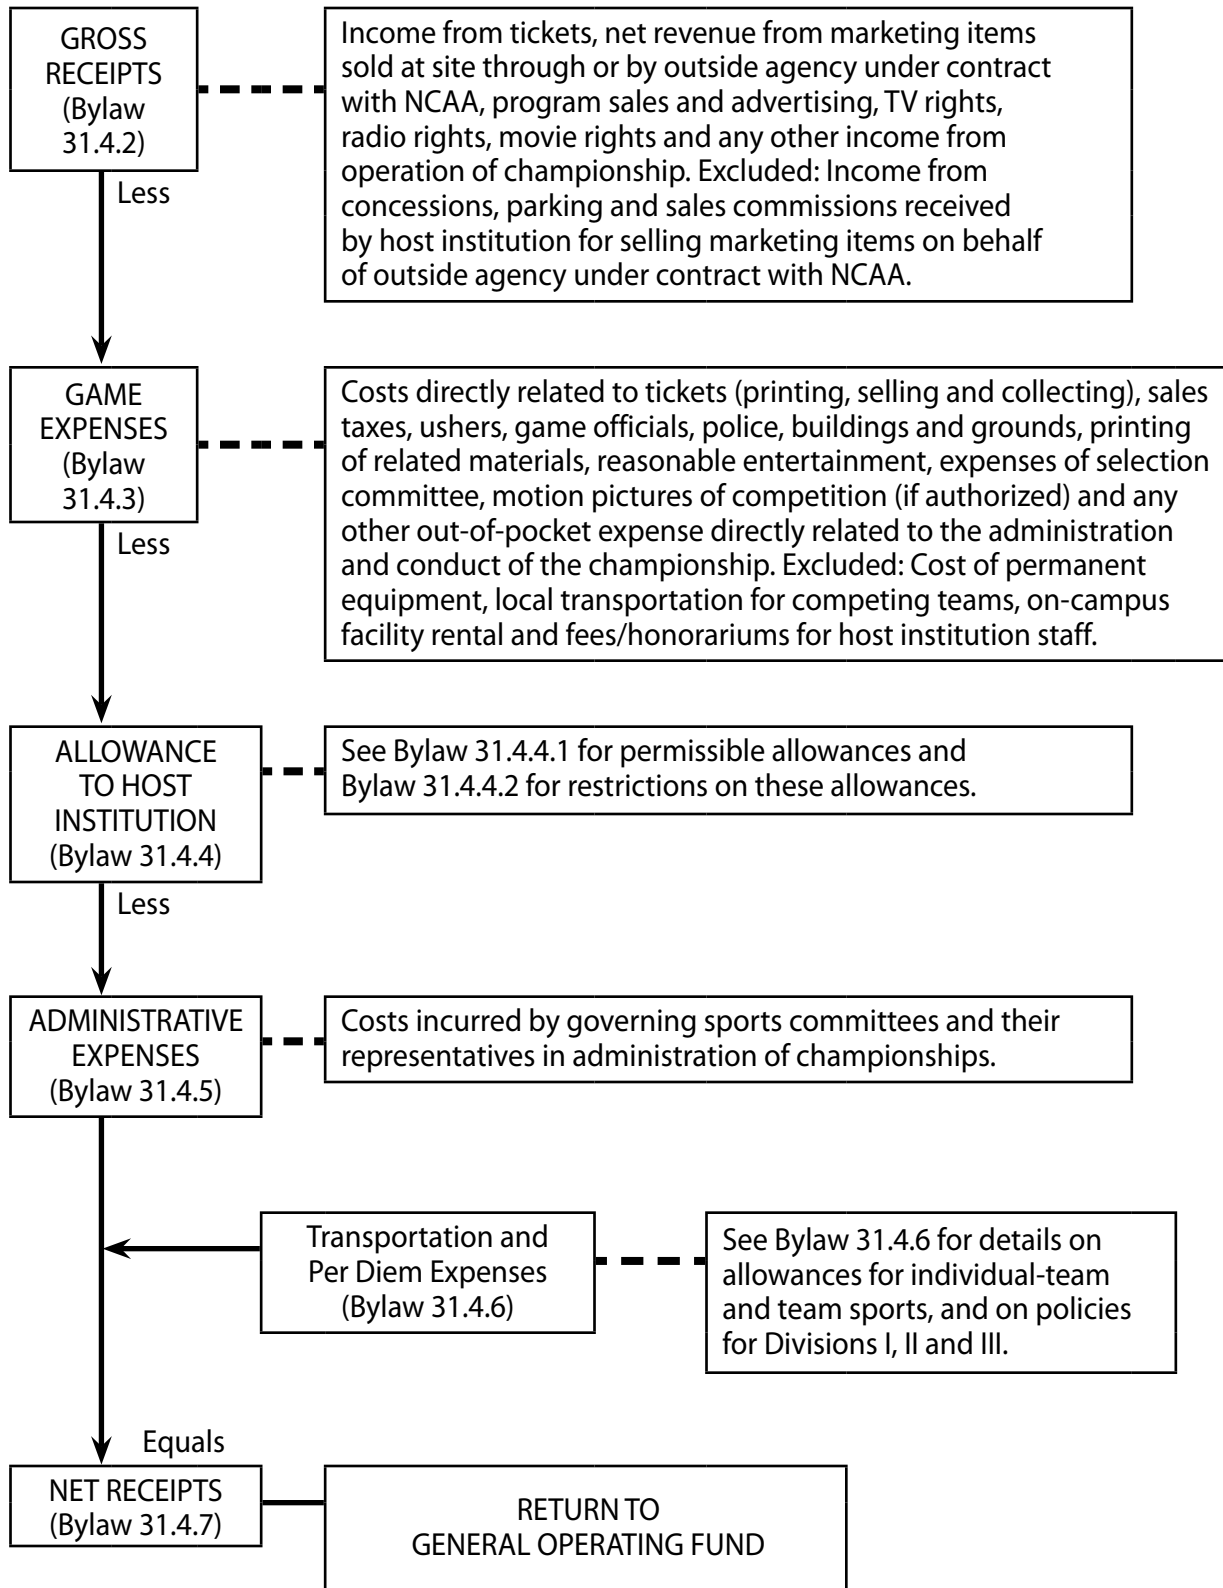 GROSS
RECEIPTS
(Bylaw
31.4.2)
Income from tickets, net revenue from marketing items
sold at site through or by outside agency under contract
with NCAA, program sales and advertising, TV rights,
radio rights, movie rights and any other income from
operation of championship. Excluded: Income from
concessions, parking and sales commissions received
by host institution for selling marketing items on behalf
of outside agency under contract with NCAA.
Less
GAME
EXPENSES
(Bylaw
31.4.3)
Costs directly related to tickets (printing, selling and collecting), sales
taxes, ushers, game officials, police, buildings and grounds, printing
of related materials, reasonable entertainment, expenses of selection
committee, motion pictures of competition (if authorized) and any
other out-of-pocket expense directly related to the administration
and conduct of the championship. Excluded: Cost of permanent
equipment, local transportation for competing teams, on-campus
facility rental and fees/honorariums for host institution staff.
Less
ALLOWANCE
TO HOST
INSTITUTION
(Bylaw 31.4.4)
See Bylaw 31.4.4.1 for permissible allowances and
Bylaw 31.4.4.2 for restrictions on these allowances.
Less
ADMINISTRATIVE
EXPENSES
(Bylaw 31.4.5)
Costs incurred by governing sports committees and their
representatives in administration of championships.
Transportation and
Per Diem Expenses
(Bylaw 31.4.6)
See Bylaw 31.4.6 for details on
allowances for individual-team
and team sports, and on policies
for Divisions I, II and III.
Equals
NET RECEIPTS
(Bylaw 31.4.7)
RETURN TO
GENERAL OPERATING FUND